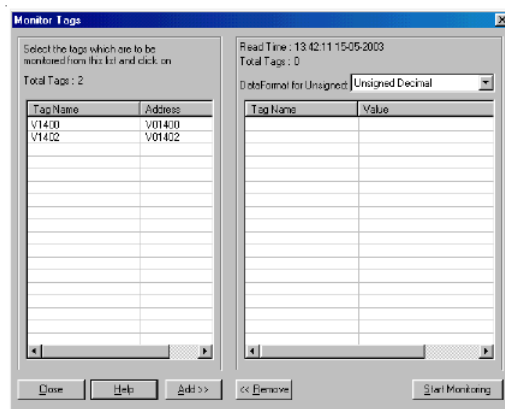 Monitor Tags
Select the tags which are to be
monitored from this list and click on
Total Tags : 2
Tag Name Address
V1400 V01400
V1402 V01402
Read Time : 13:42:11 15-05-2003
Total Tags : 0
DataFormat for Unsigned: Unsigned Decimal
Tag Name Value
Close Help Add >> << Remove Start Monitoring